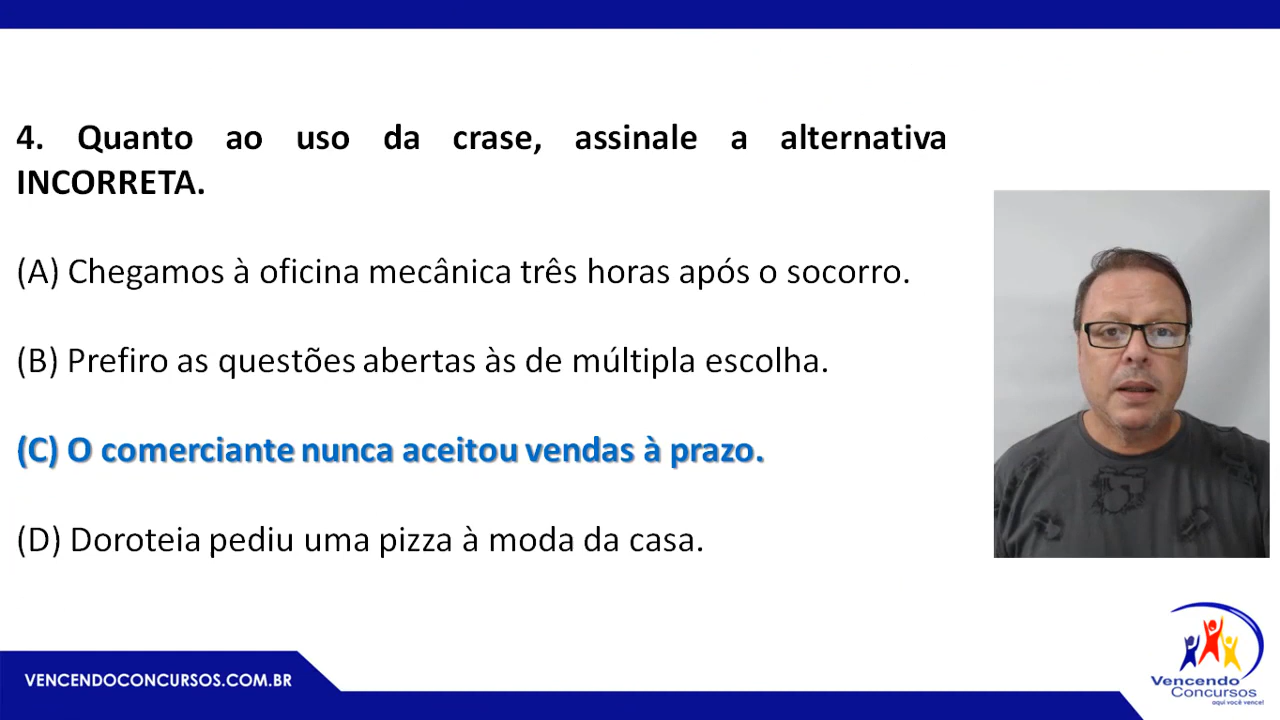 4. Quanto ao uso da crase, assinale a alternativa
INCORRETA.
(A) Chegamos à oficina mecânica três horas após o socorro.
(B) Prefiro as questões abertas às de múltipla escolha.
(C) O comerciante nunca aceitou vendas à prazo.
(D) Doroteia pediu uma pizza à moda da casa.
VENCENDOCONCURSOS.COM.BR
Vencendo
Concursos
aqui você vence!